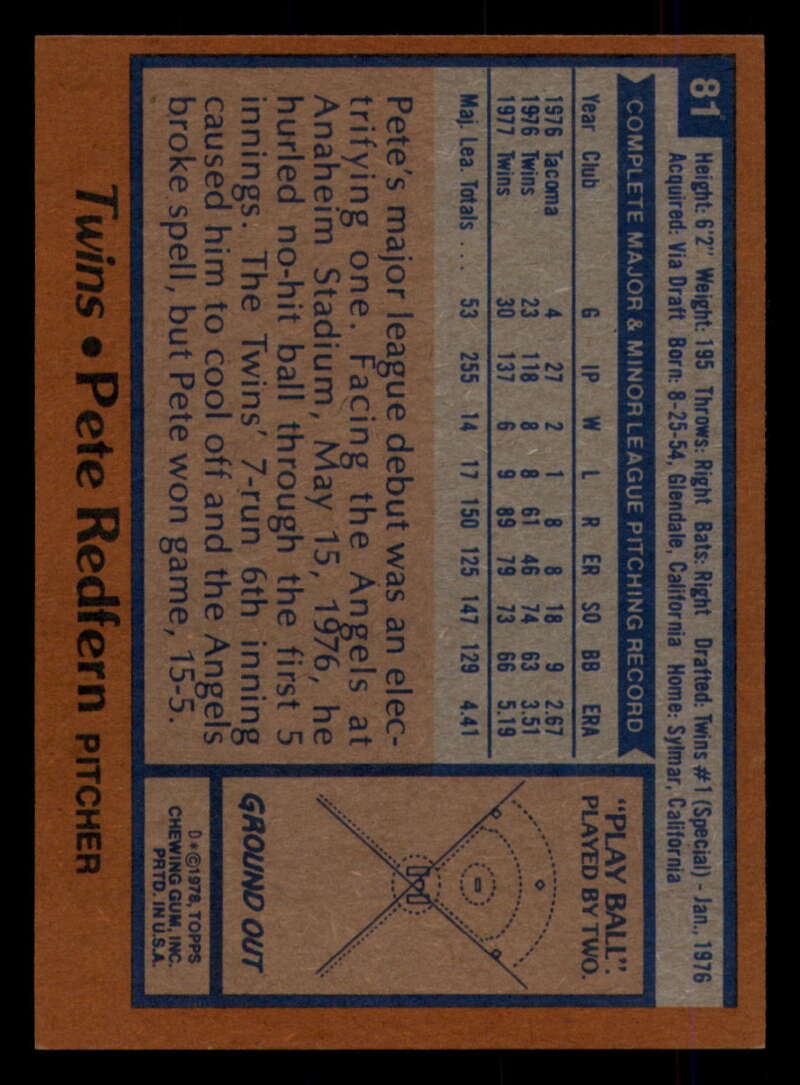 81
Height: 6'2" Weight: 195 Throws: Right Bats: Right Drafted: Twins #1 (Special) - Jan., 1976
Acquired: Via Draft Born: 8-25-54, Glendale, California Home: Sylmar, California
COMPLETE MAJOR & MINOR LEAGUE PITCHING RECORD
Year Club G IP W L R ER SO BB ERA
1976 Tacoma 4 27 2 1 8 8 18 9 2.67
1976 Twins 23 118 8 8 61 46 74 63 3.51
1977 Twins 30 137 6 9 89 79 73 66 5.19
Maj. Lea. Totals ... 53 255 14 17 150 125 147 129 4.41
Pete's major league debut was an elec-
trifying one. Facing the Angels at
Anaheim Stadium, May 15, 1976, he
hurled no-hit ball through the first 5
innings. The Twins' 7-run 6th inning
caused him to cool off and the Angels
broke spell, but Pete won game, 15-5.
"PLAY BALL".
PLAYED BY TWO.
GROUND OUT
D*©1978, TOPPS
CHEWING GUM, INC.
PRTD. IN U.S.A.
Twins • Pete Redfern PITCHER